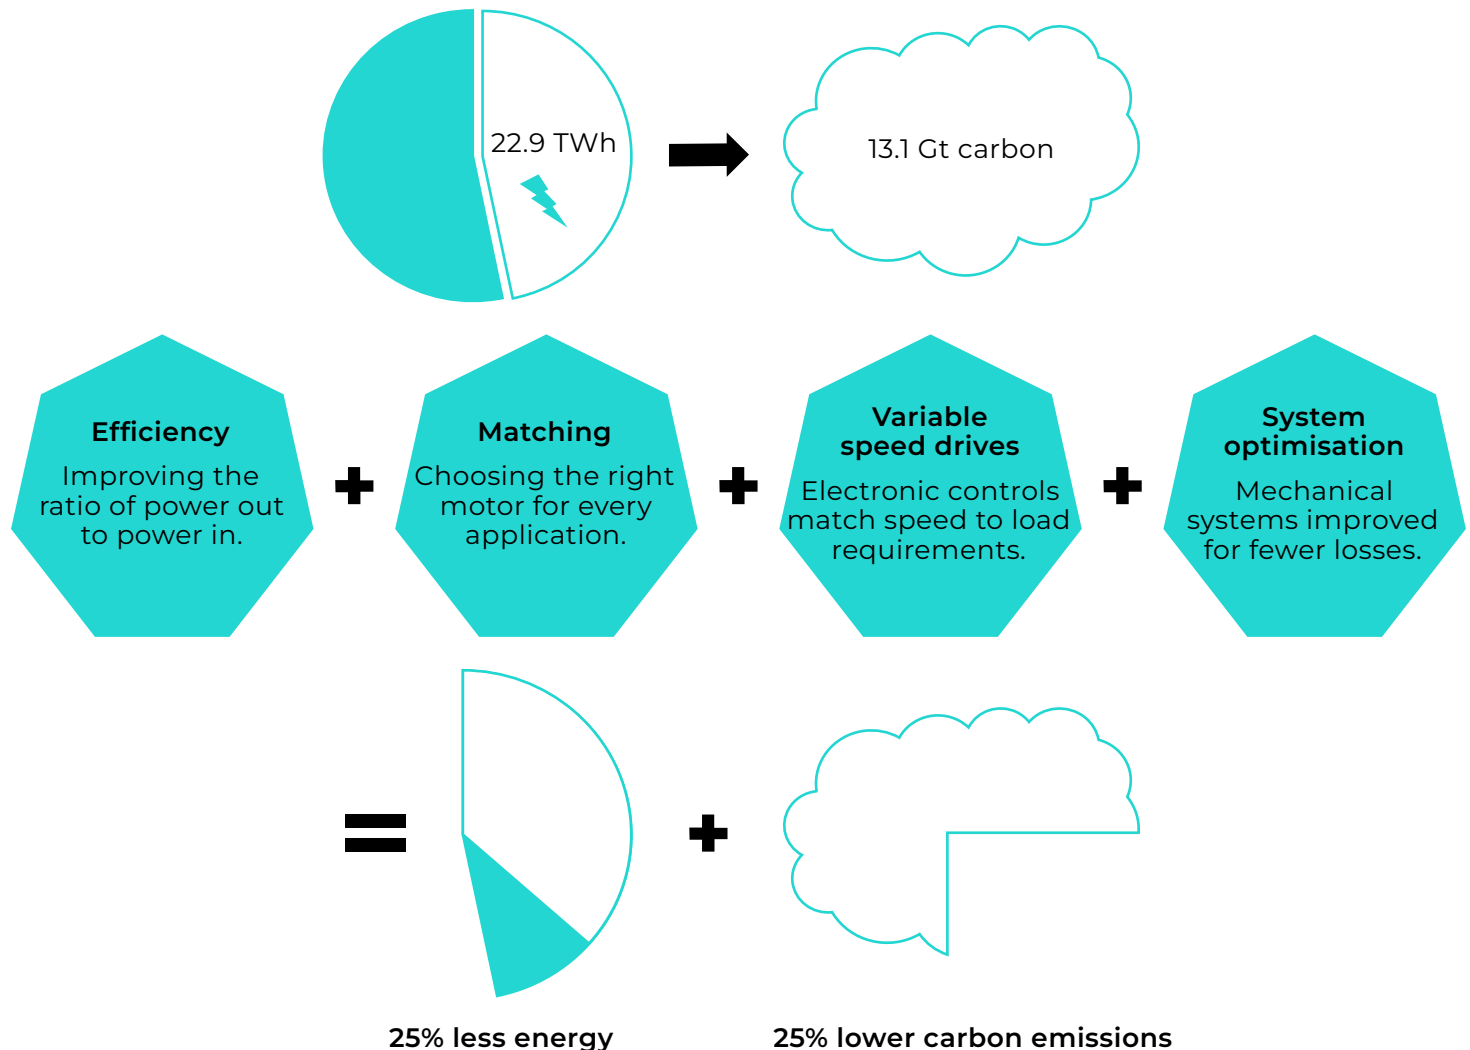 22.9 TWh
13.1 Gt carbon
Efficiency
Improving the
ratio of power out
to power in.
Matching
Choosing the right
motor for every
application.
Variable
speed drives
Electronic controls
match speed to load
requirements.
System
optimisation
Mechanical
systems improved
for fewer losses.
25% less energy
25% lower carbon emissions